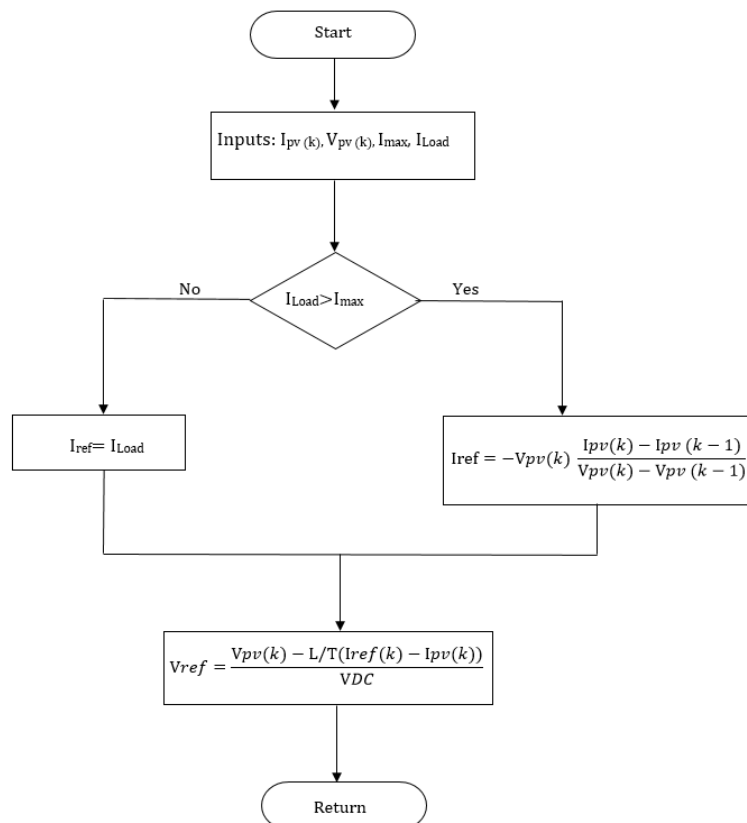 Start
Inputs: Ipv (k), Vpv (k), Imax, ILoad
ILoad>Imax
No
Yes
Iref= ILoad
Iref = −Vpv(k) Ipv(k) − Ipv (k − 1) / Vpv(k) − Vpv (k − 1)
Vref = Vpv(k) − L/T(Iref(k) − Ipv(k)) / VDC
Return